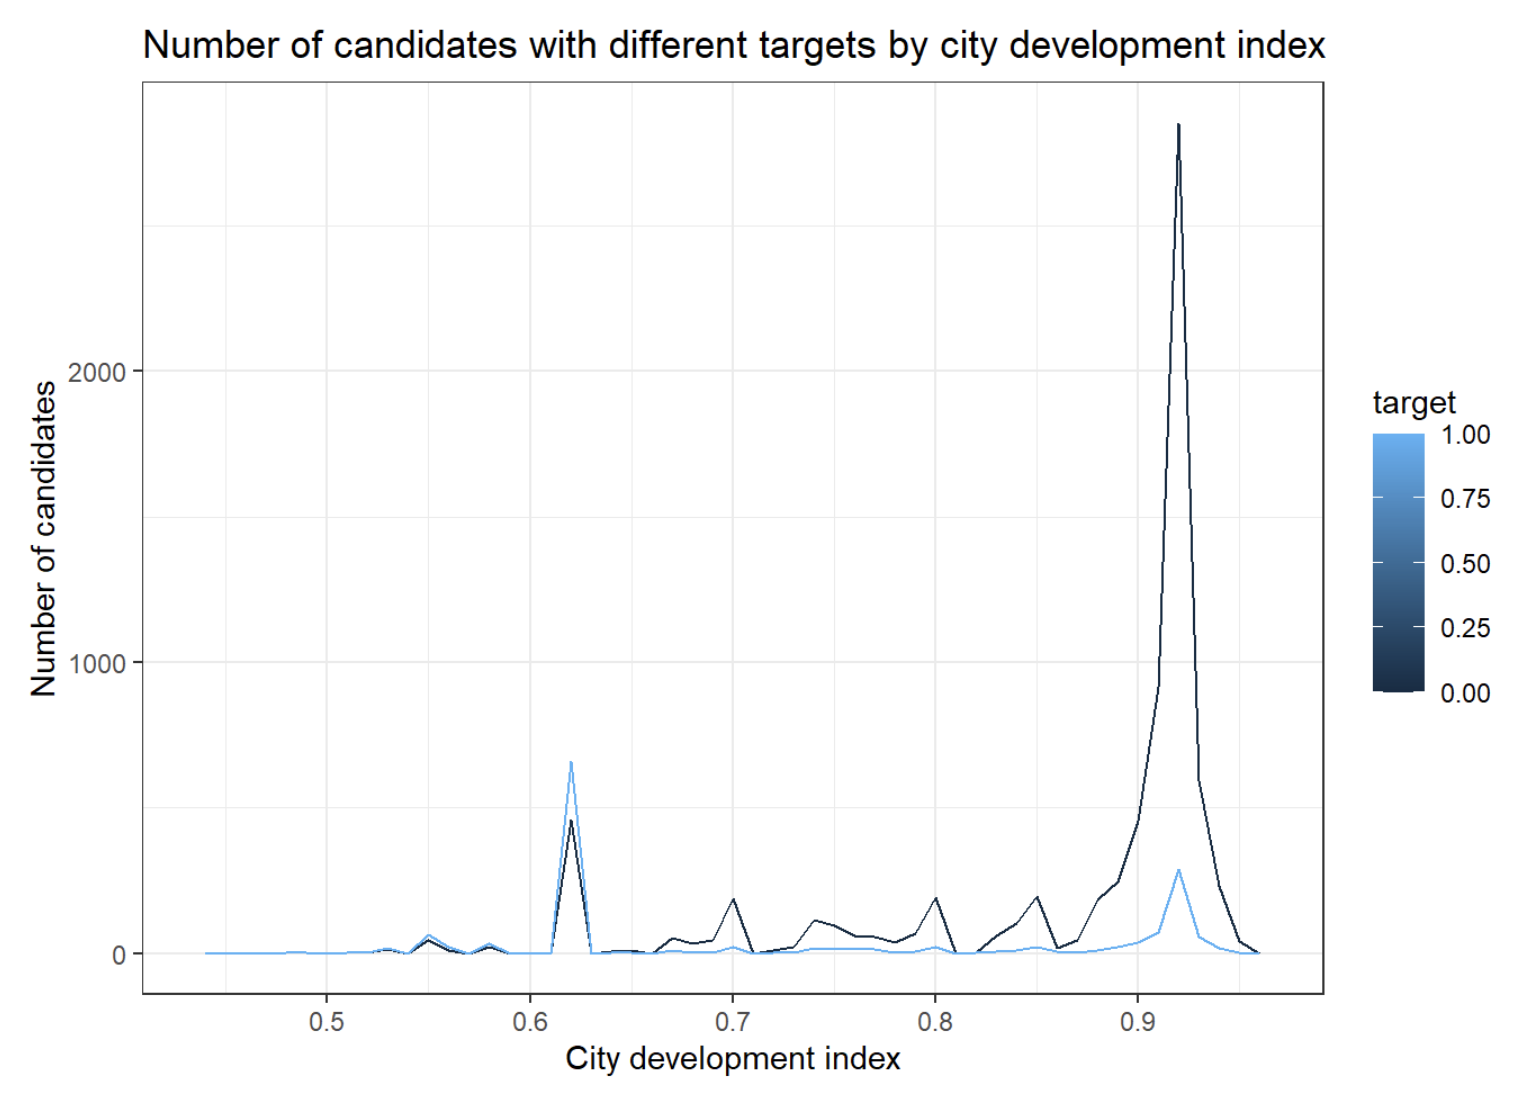 Number of candidates with different targets by city development index
Number of candidates
2000
1000
0
0.5 0.6 0.7 0.8 0.9
City development index
target
1.00
0.75
0.50
0.25
0.00